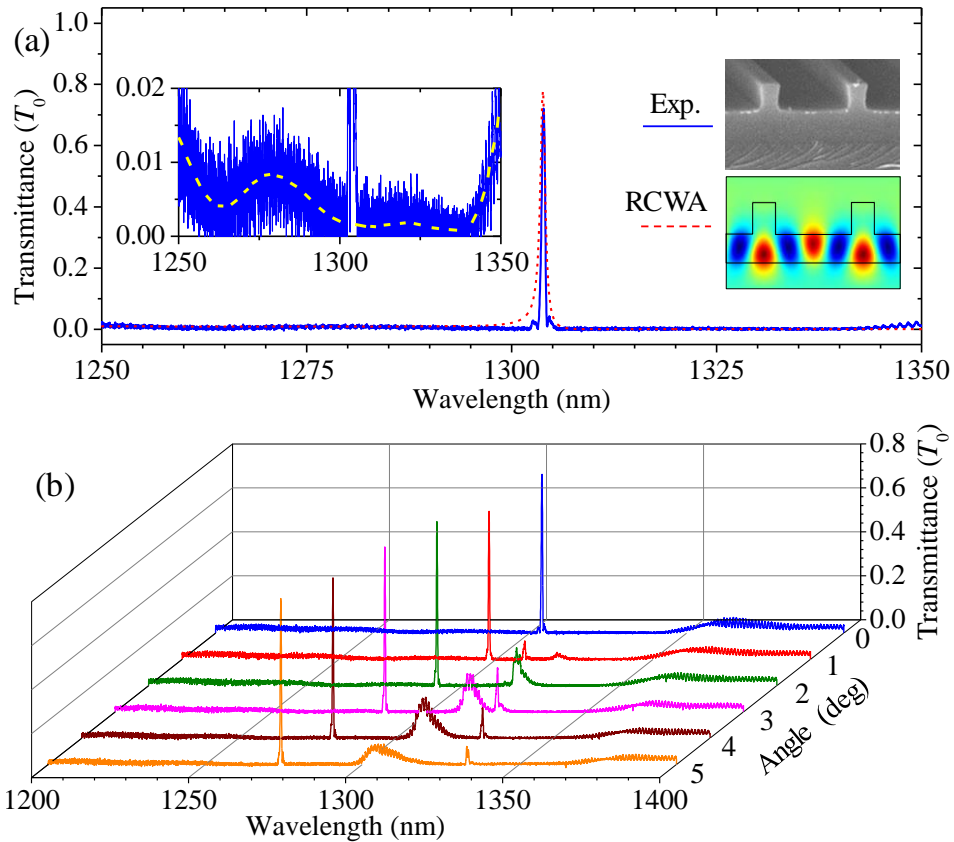 (a)
1.0
0.8
0.6
0.4
0.2
0.0
Transmittance (T0)
0.02
0.01
0.00
1250 1300 1350
Exp.
RCWA
1250 1275 1300 1325 1350
Wavelength (nm)
(b)
0.8
0.6
0.4
0.2
0.0
Transmittance (T0)
0
1
2
3
4
5
Angle (deg)
1200 1250 1300 1350 1400
Wavelength (nm)